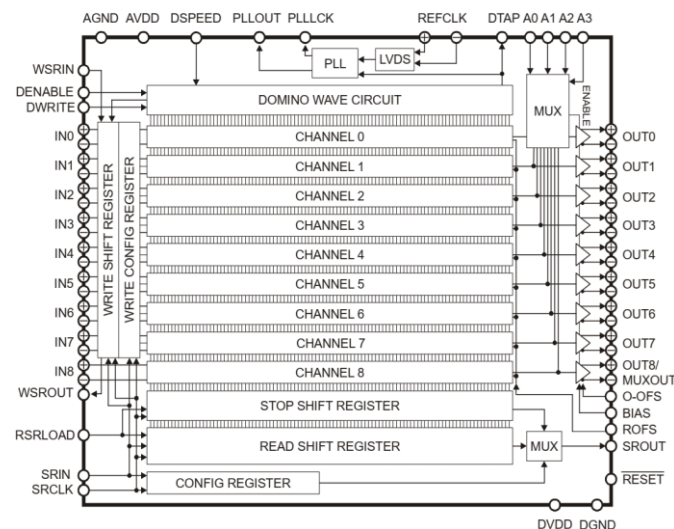 AGND AVDD DSPEED PLLOUT PLLLCK REFCLK DTAP A0 A1 A2 A3
WSRIN
PLL
LVDS
DENABLE
DWRITE
DOMINO WAVE CIRCUIT
MUX
ENABLE
IN0
CHANNEL 0
OUT0
IN1
CHANNEL 1
OUT1
IN2
CHANNEL 2
OUT2
IN3
CHANNEL 3
OUT3
IN4
CHANNEL 4
OUT4
IN5
CHANNEL 5
OUT5
IN6
CHANNEL 6
OUT6
IN7
CHANNEL 7
OUT7
IN8
CHANNEL 8
OUT8/
MUXOUT
WRITE SHIFT REGISTER
WRITE CONFIG REGISTER
WSROUT
STOP SHIFT REGISTER
O-OFS
BIAS
ROFS
RSRLOAD
READ SHIFT REGISTER
MUX
SROUT
SRIN
SRCLK
CONFIG REGISTER
RESET
DVDD DGND